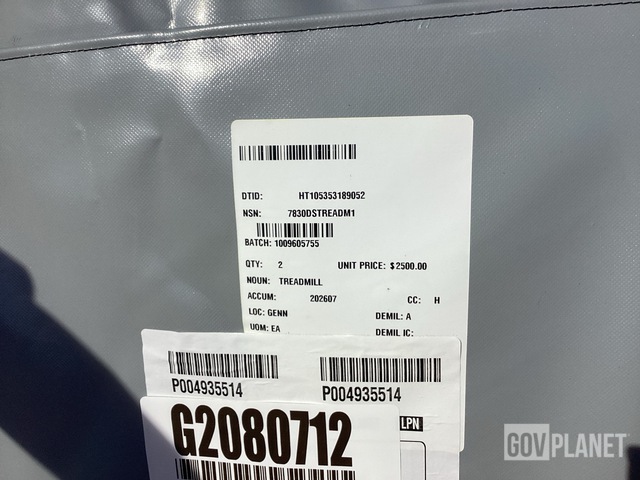 DTID: HT105353189052
NSN: 7830DSTREADM1
BATCH: 1009605755
QTY: 2 UNIT PRICE: $2500.00
NOUN: TREADMILL
ACCUM: 202607 CC: H
LOC: GENN DEMIL: A
UOM: EA DEMIL IC:
P004935514 P004935514
G2080712 LPN
GOVPLANET